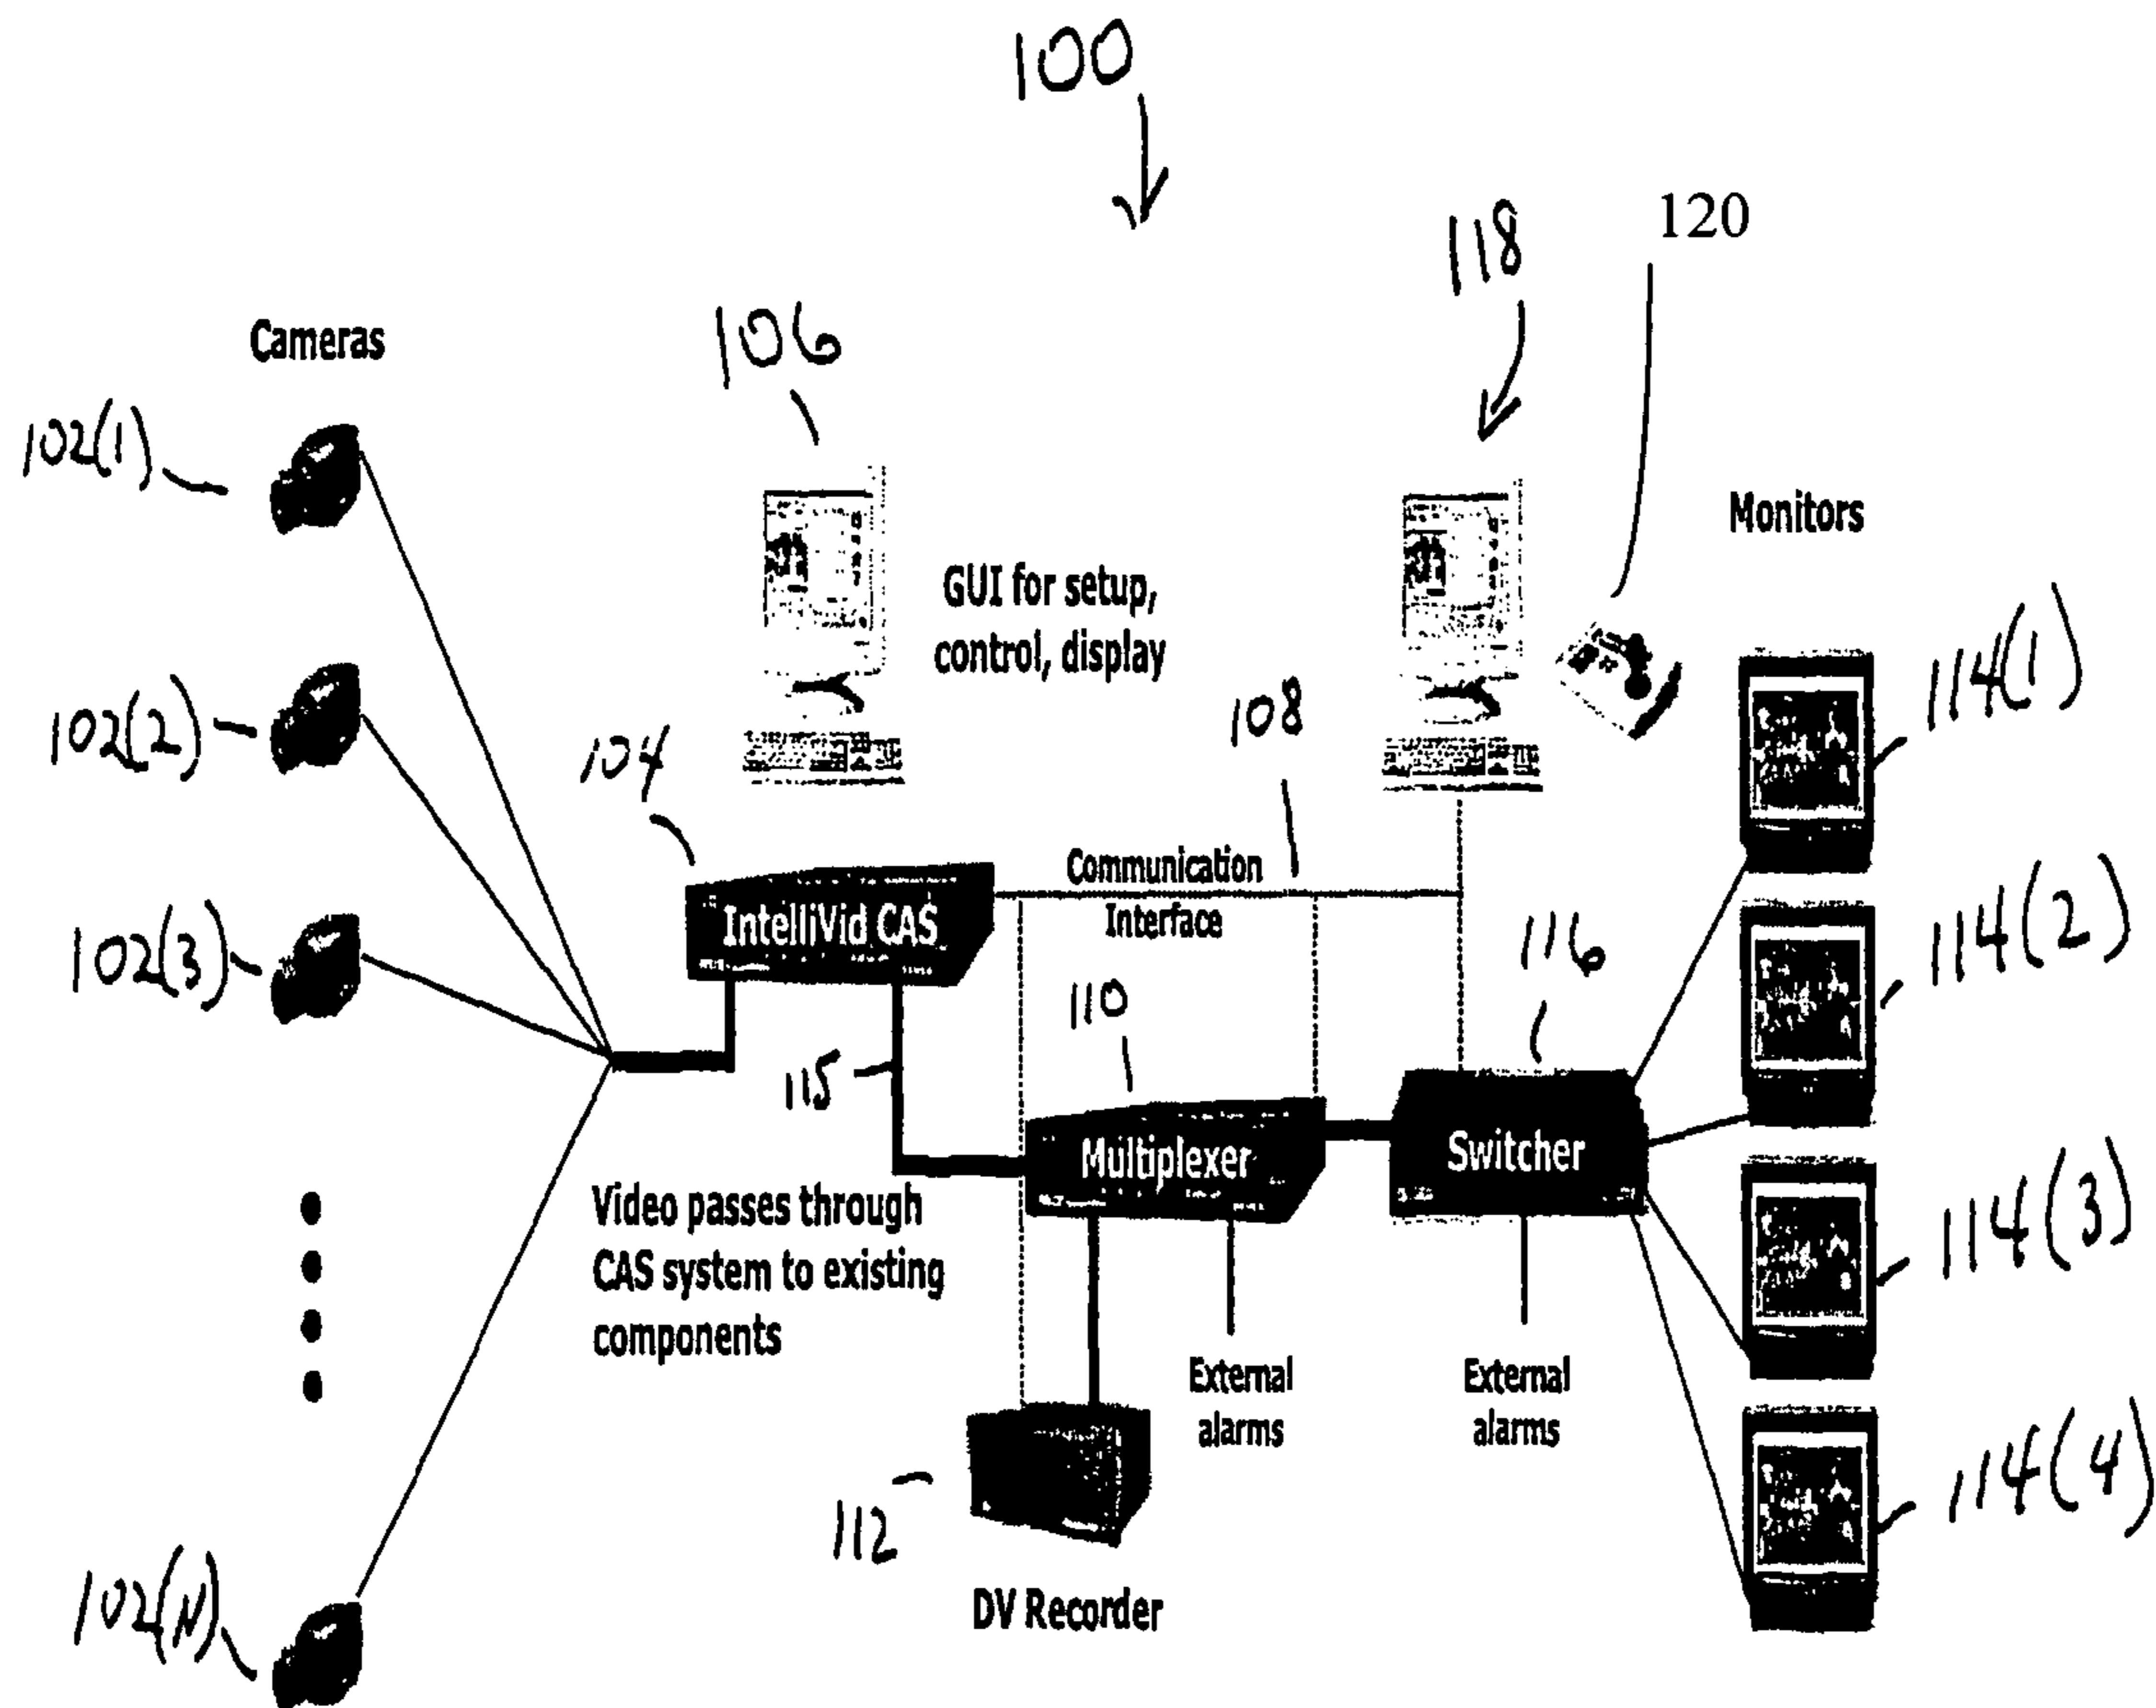 100
120
118
106
Cameras
102(1)
Monitors
GUI for setup,
control, display
114(1)
102(2)
108
104
Communication
Interface
IntelliVid CAS
116
114(2)
102(3)
110
115
Multiplexer
Switcher
Video passes through
CAS system to existing
components
114(3)
External
alarms
External
alarms
112
114(4)
DV Recorder
102(N)